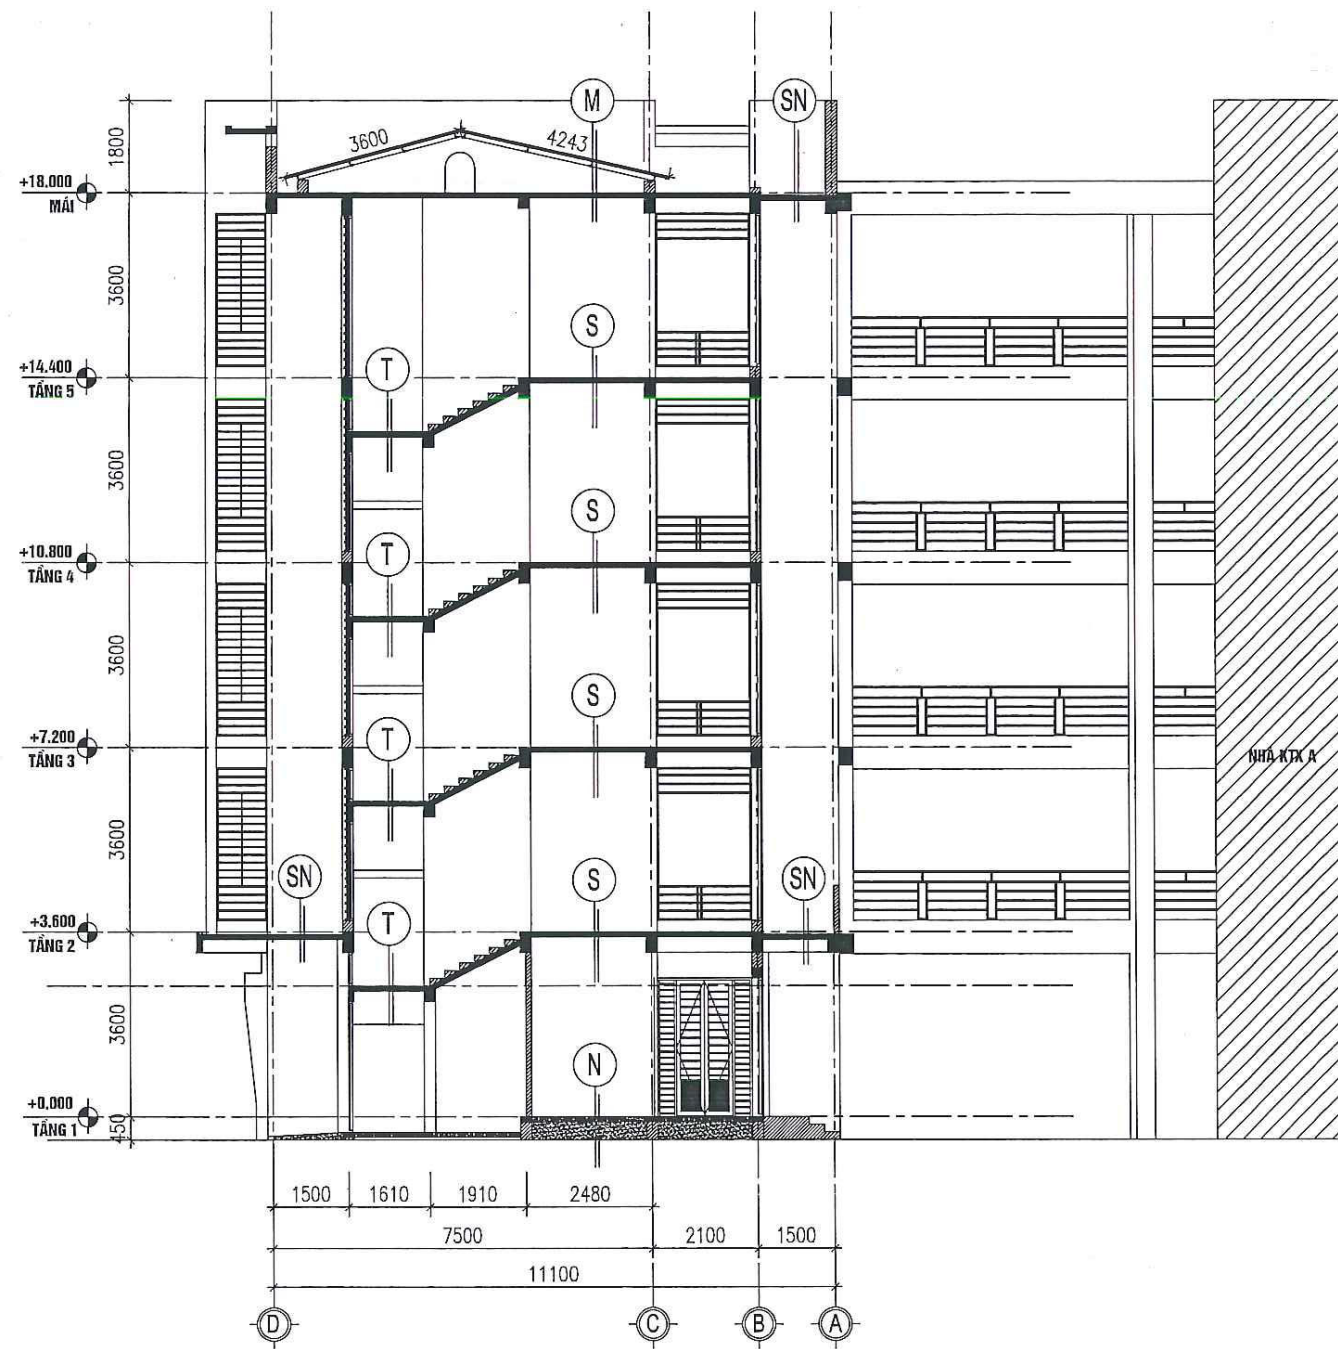 M
SN
3600
4243
1800
+18.000
MÁI
3600
S
+14.400
TẦNG 5
T
3600
S
+10.800
TẦNG 4
T
3600
S
+7.200
TẦNG 3
T
NHÀ KTX A
3600
SN
S
SN
+3.600
TẦNG 2
T
3600
N
+0,000
TẦNG 1
450
1500
1610
1910
2480
7500
2100
1500
11100
D
C
B
A